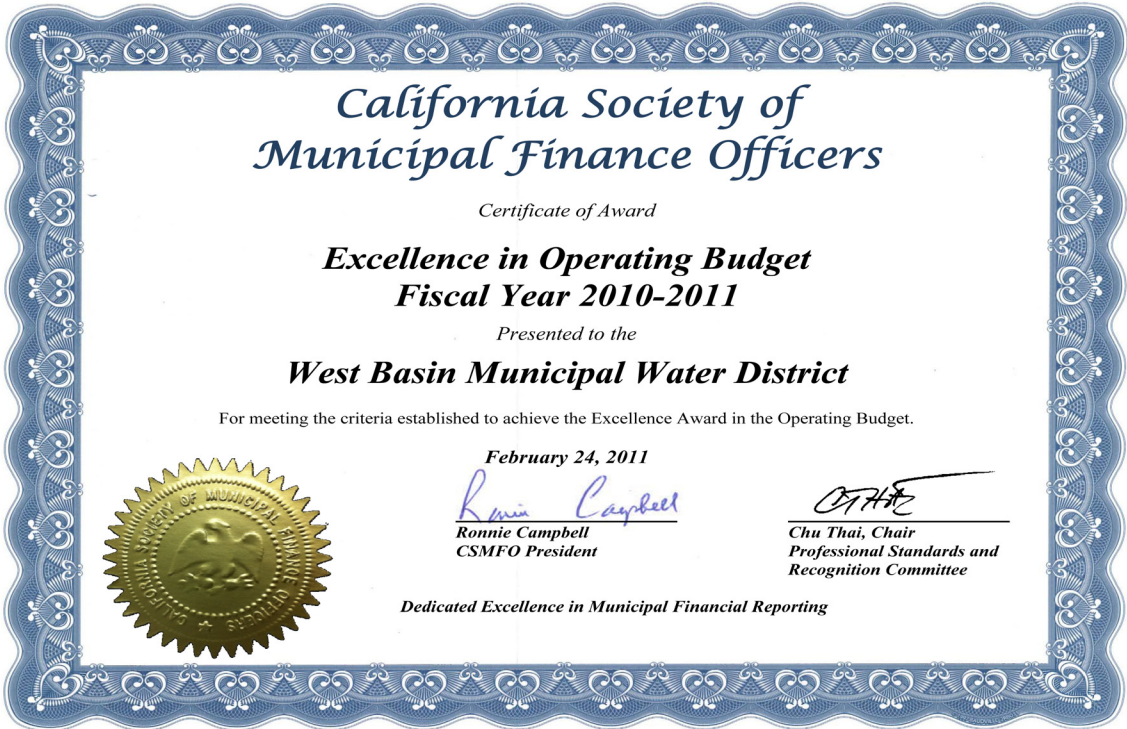 California Society of
Municipal Finance Officers
Certificate of Award
Excellence in Operating Budget
Fiscal Year 2010-2011
Presented to the
West Basin Municipal Water District
For meeting the criteria established to achieve the Excellence Award in the Operating Budget.
February 24, 2011
Ronnie Campbell
Ronnie Campbell
CSMFO President
Chu Thai, Chair
Professional Standards and
Recognition Committee
CALIFORNIA SOCIETY OF MUNICIPAL FINANCE OFFICERS
Dedicated Excellence in Municipal Financial Reporting